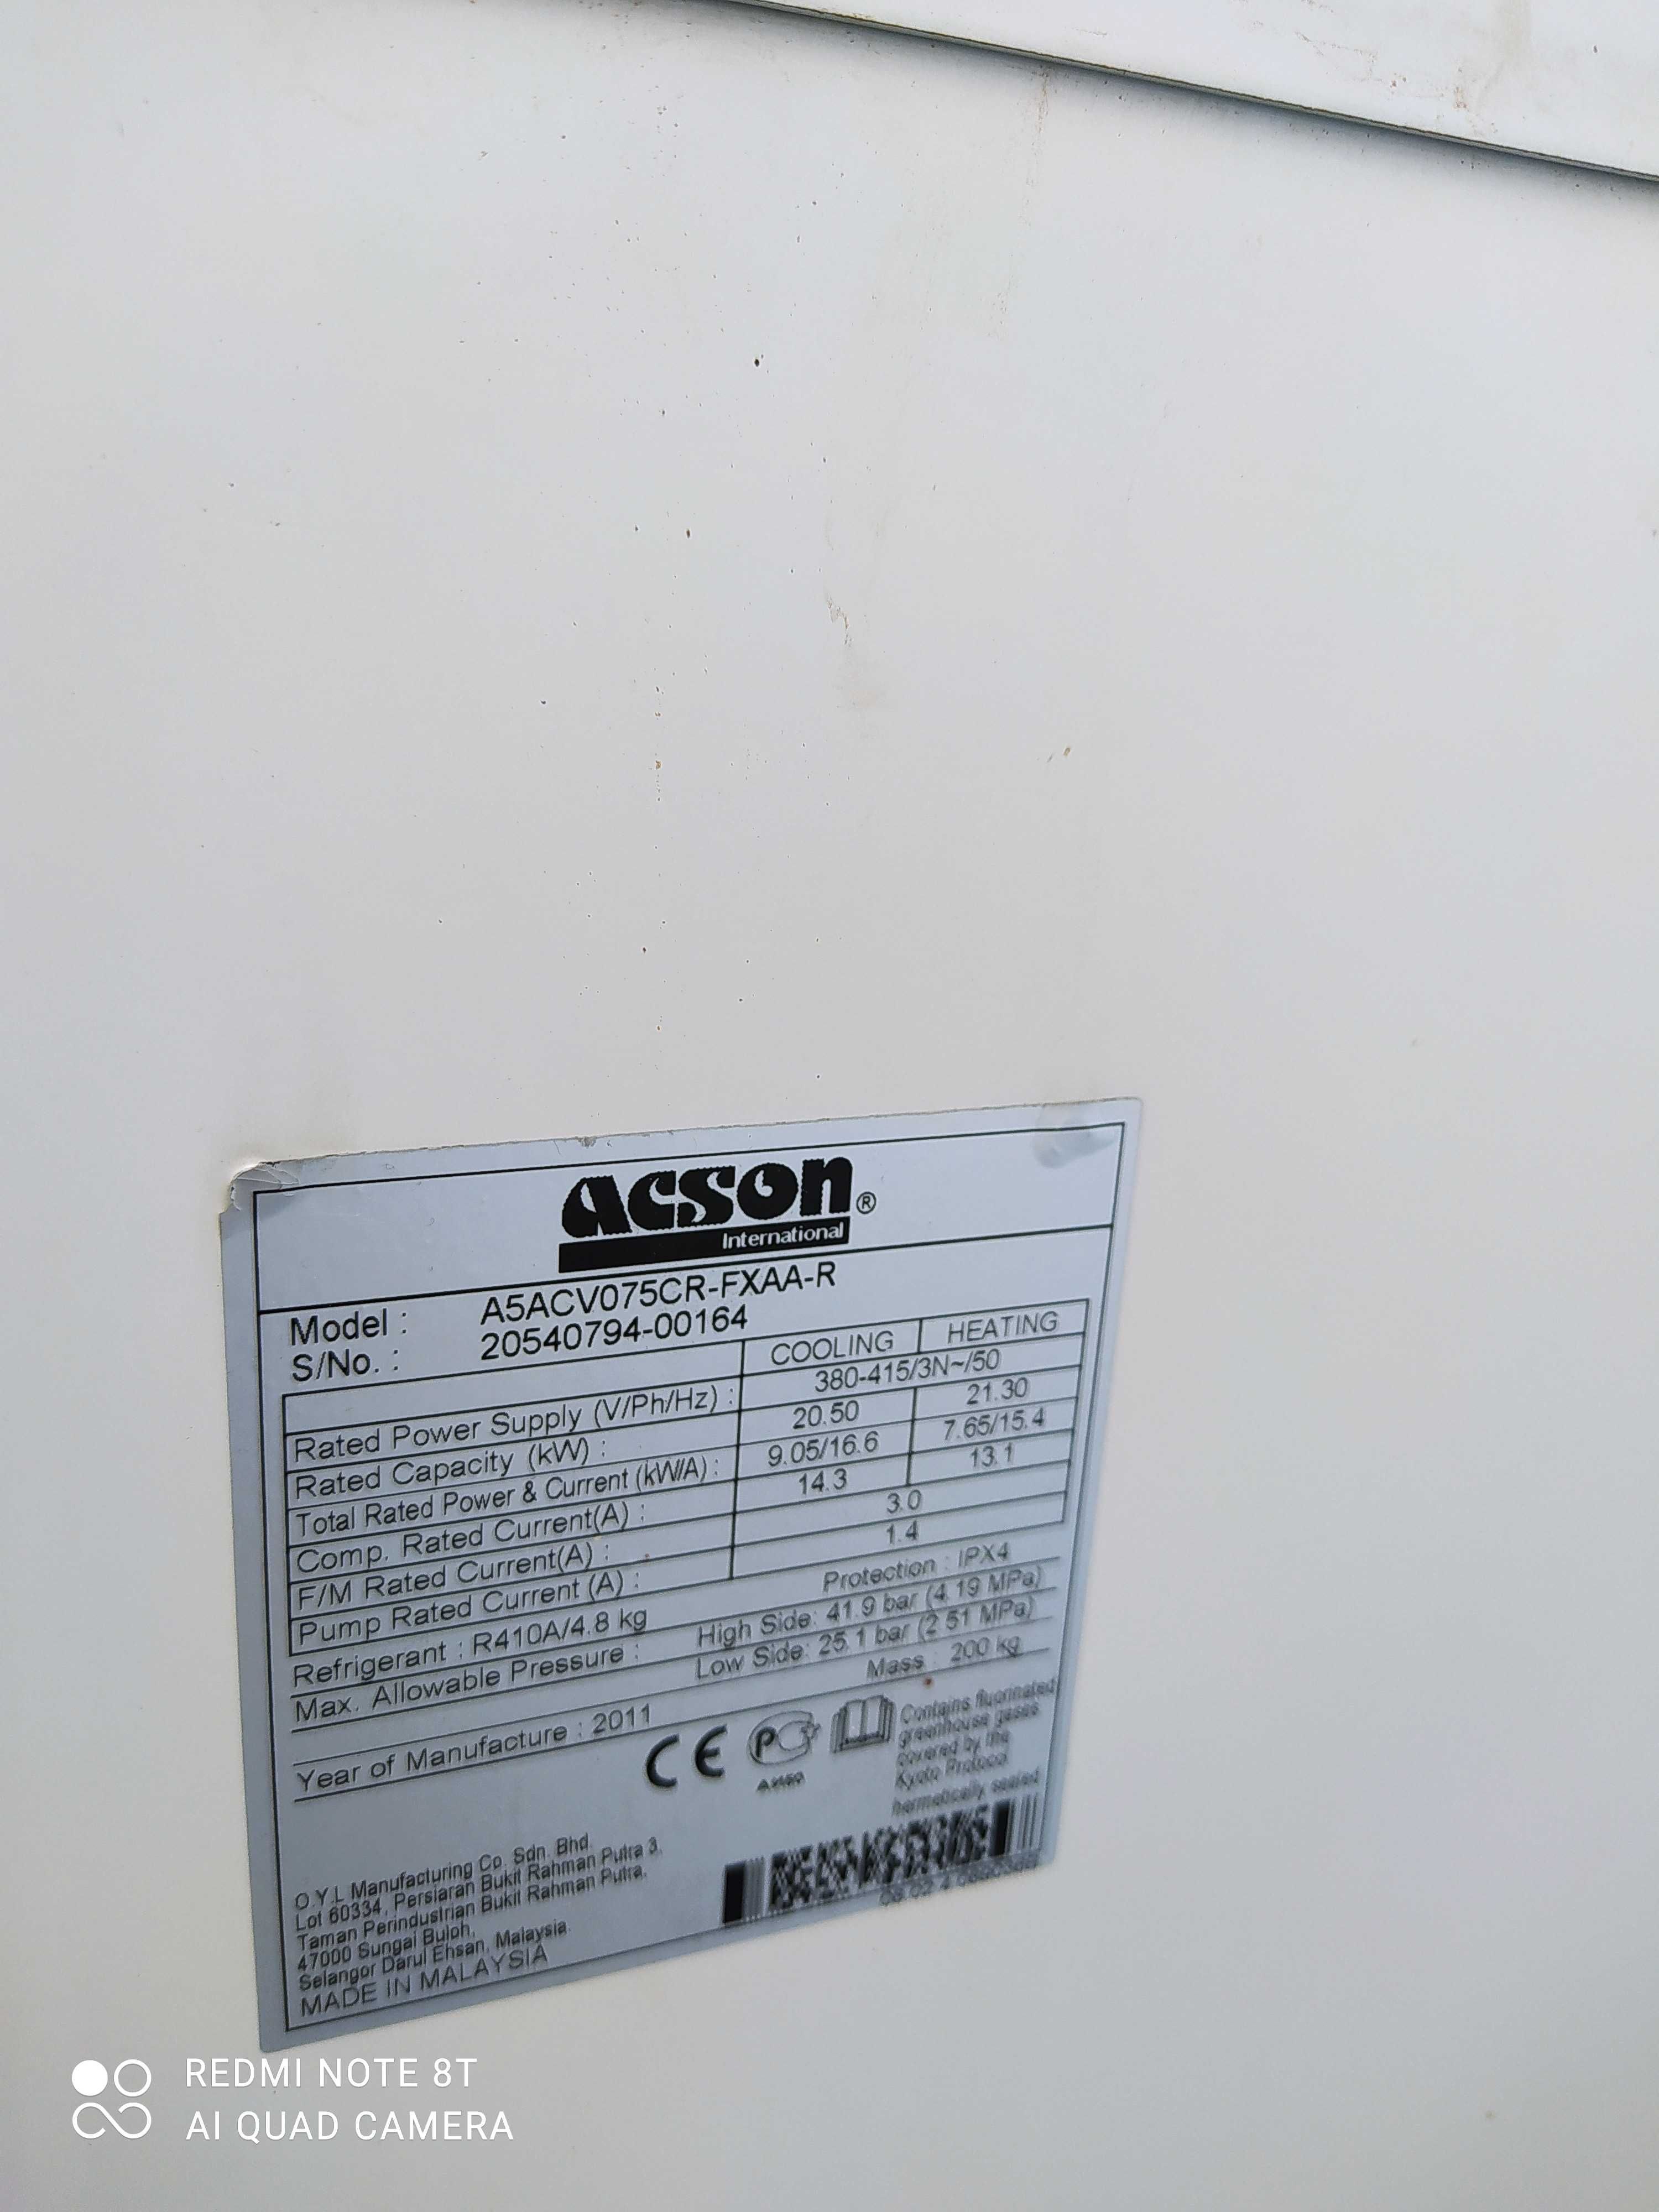 acson®
International
Model : A5ACV075CR-FXAA-R
S/No. : 20540794-00164
COOLING HEATING
Rated Power Supply (V/Ph/Hz) : 380-415/3N~/50
Rated Capacity (kW) : 20.50 21.30
Total Rated Power & Current (kW/A) : 9.05/16.6 7.65/15.4
Comp. Rated Current(A) : 14.3 13.1
F/M Rated Current(A) : 3.0
Pump Rated Current (A) : 1.4
Refrigerant : R410A/4.8 kg Protection : IPX4
Max. Allowable Pressure : High Side: 41.9 bar (4.19 MPa)
Low Side: 25.1 bar (2.51 MPa)
Year of Manufacture : 2011 Mass : 200 kg
CE
Contains fluorinated
greenhouse gases
covered by the
Kyoto Protocol
hermetically sealed
O.Y.L Manufacturing Co. Sdn. Bhd.
Lot 60334, Persiaran Bukit Rahman Putra 3,
Taman Perindustrian Bukit Rahman Putra,
47000 Sungai Buloh,
Selangor Darul Ehsan, Malaysia.
MADE IN MALAYSIA
REDMI NOTE 8T
AI QUAD CAMERA